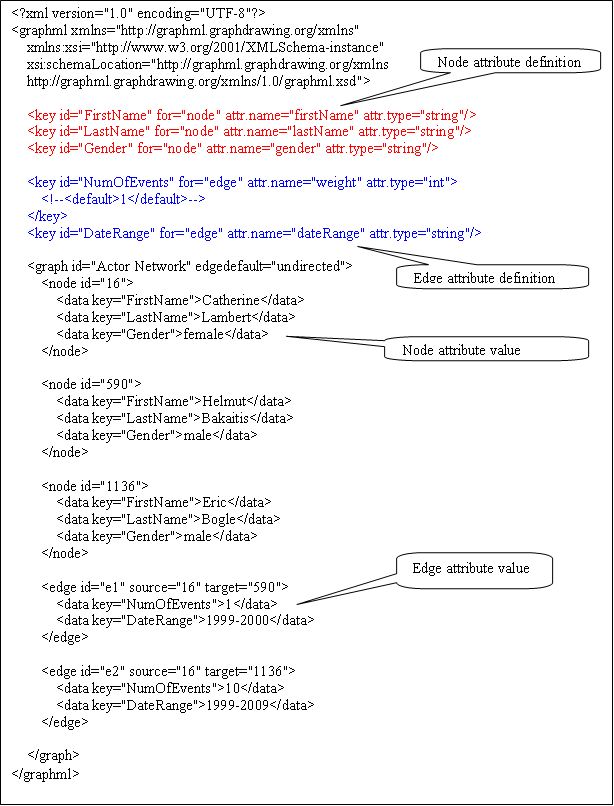 <?xml version="1.0" encoding="UTF-8"?>
<graphml xmlns="http://graphml.graphdrawing.org/xmlns"
xmlns:xsi="http://www.w3.org/2001/XMLSchema-instance"
xsi:schemaLocation="http://graphml.graphdrawing.org/xmlns
http://graphml.graphdrawing.org/xmlns/1.0/graphml.xsd">
Node attribute definition
<key id="FirstName" for="node" attr.name="firstName" attr.type="string"/>
<key id="LastName" for="node" attr.name="lastName" attr.type="string"/>
<key id="Gender" for="node" attr.name="gender" attr.type="string"/>
<key id="NumOfEvents" for="edge" attr.name="weight" attr.type="int">
<!--<default>1</default>-->
</key>
<key id="DateRange" for="edge" attr.name="dateRange" attr.type="string"/>
Edge attribute definition
<graph id="Actor Network" edgedefault="undirected">
<node id="16">
<data key="FirstName">Catherine</data>
<data key="LastName">Lambert</data>
<data key="Gender">female</data>
</node>
Node attribute value
<node id="590">
<data key="FirstName">Helmut</data>
<data key="LastName">Bakaitis</data>
<data key="Gender">male</data>
</node>
<node id="1136">
<data key="FirstName">Eric</data>
<data key="LastName">Bogle</data>
<data key="Gender">male</data>
</node>
Edge attribute value
<edge id="e1" source="16" target="590">
<data key="NumOfEvents">1</data>
<data key="DateRange">1999-2000</data>
</edge>
<edge id="e2" source="16" target="1136">
<data key="NumOfEvents">10</data>
<data key="DateRange">1999-2009</data>
</edge>
</graph>
</graphml>